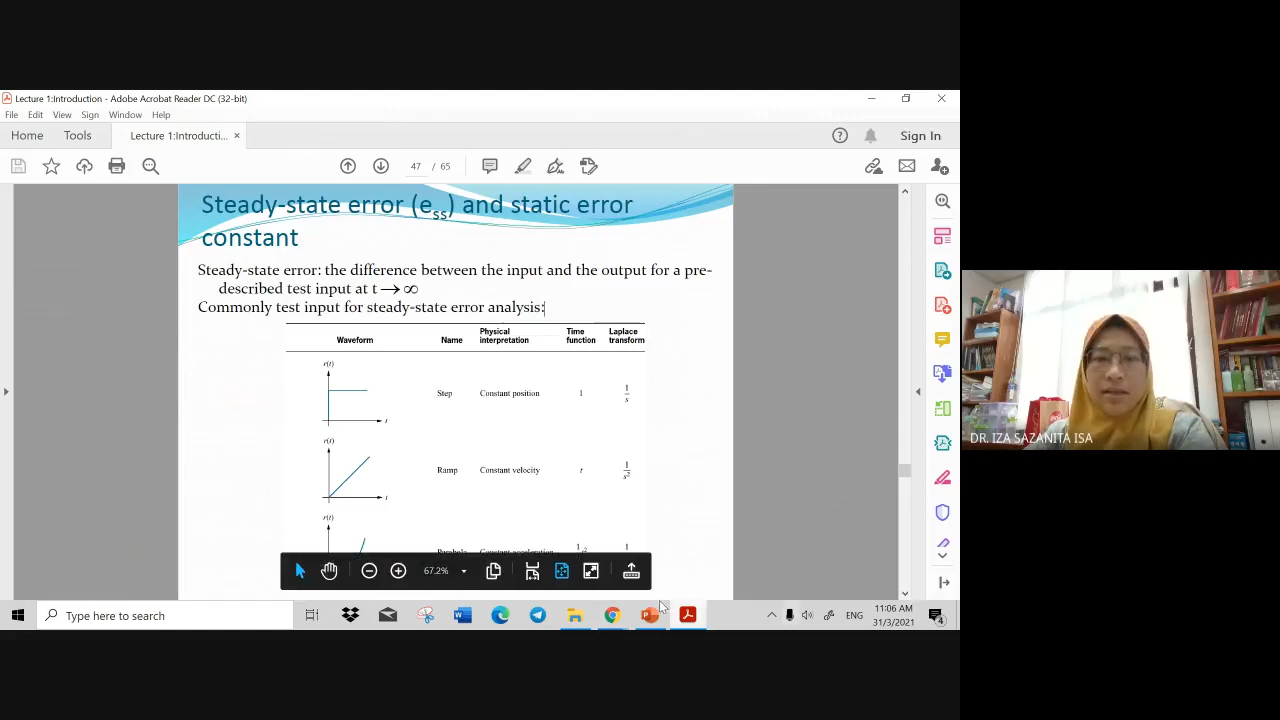 Lecture 1:Introduction - Adobe Acrobat Reader DC (32-bit)
File Edit View Sign Window Help
Home Tools Lecture 1:Introducti... × Sign In
47 / 65
Steady-state error (ess) and static error
constant
Steady-state error: the difference between the input and the output for a pre-
described test input at t → ∞
Commonly test input for steady-state error analysis:
Waveform Name Physical interpretation Time function Laplace transform
r(t)
t
Step Constant position 1 1/s
r(t)
t
Ramp Constant velocity t 1/s²
r(t)
Parabola Constant acceleration
67.2%
DR. IZA SAZANITA ISA
Type here to search
ENG
11:06 AM
31/3/2021
4